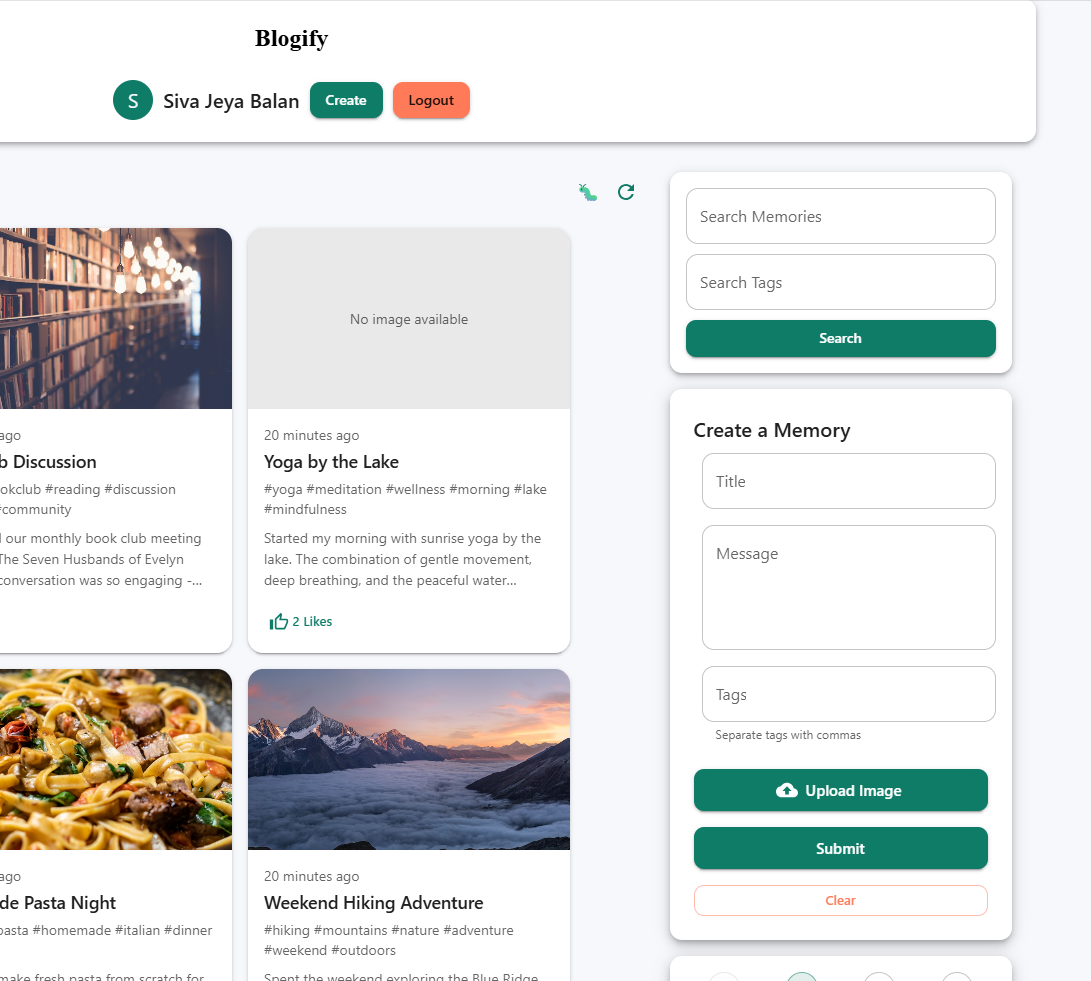 Blogify
S
Siva Jeya Balan
Create
Logout
ago
b Discussion
okclub #reading #discussion
#community
our monthly book club meeting
The Seven Husbands of Evelyn
conversation was so engaging -...
No image available
20 minutes ago
Yoga by the Lake
#yoga #meditation #wellness #morning #lake
#mindfulness
Started my morning with sunrise yoga by the
lake. The combination of gentle movement,
deep breathing, and the peaceful water...
2 Likes
ago
de Pasta Night
pasta #homemade #italian #dinner
make fresh pasta from scratch for
20 minutes ago
Weekend Hiking Adventure
#hiking #mountains #nature #adventure
#weekend #outdoors
Spent the weekend exploring the Blue Ridge
Search Memories
Search Tags
Search
Create a Memory
Title
Message
Tags
Separate tags with commas
Upload Image
Submit
Clear